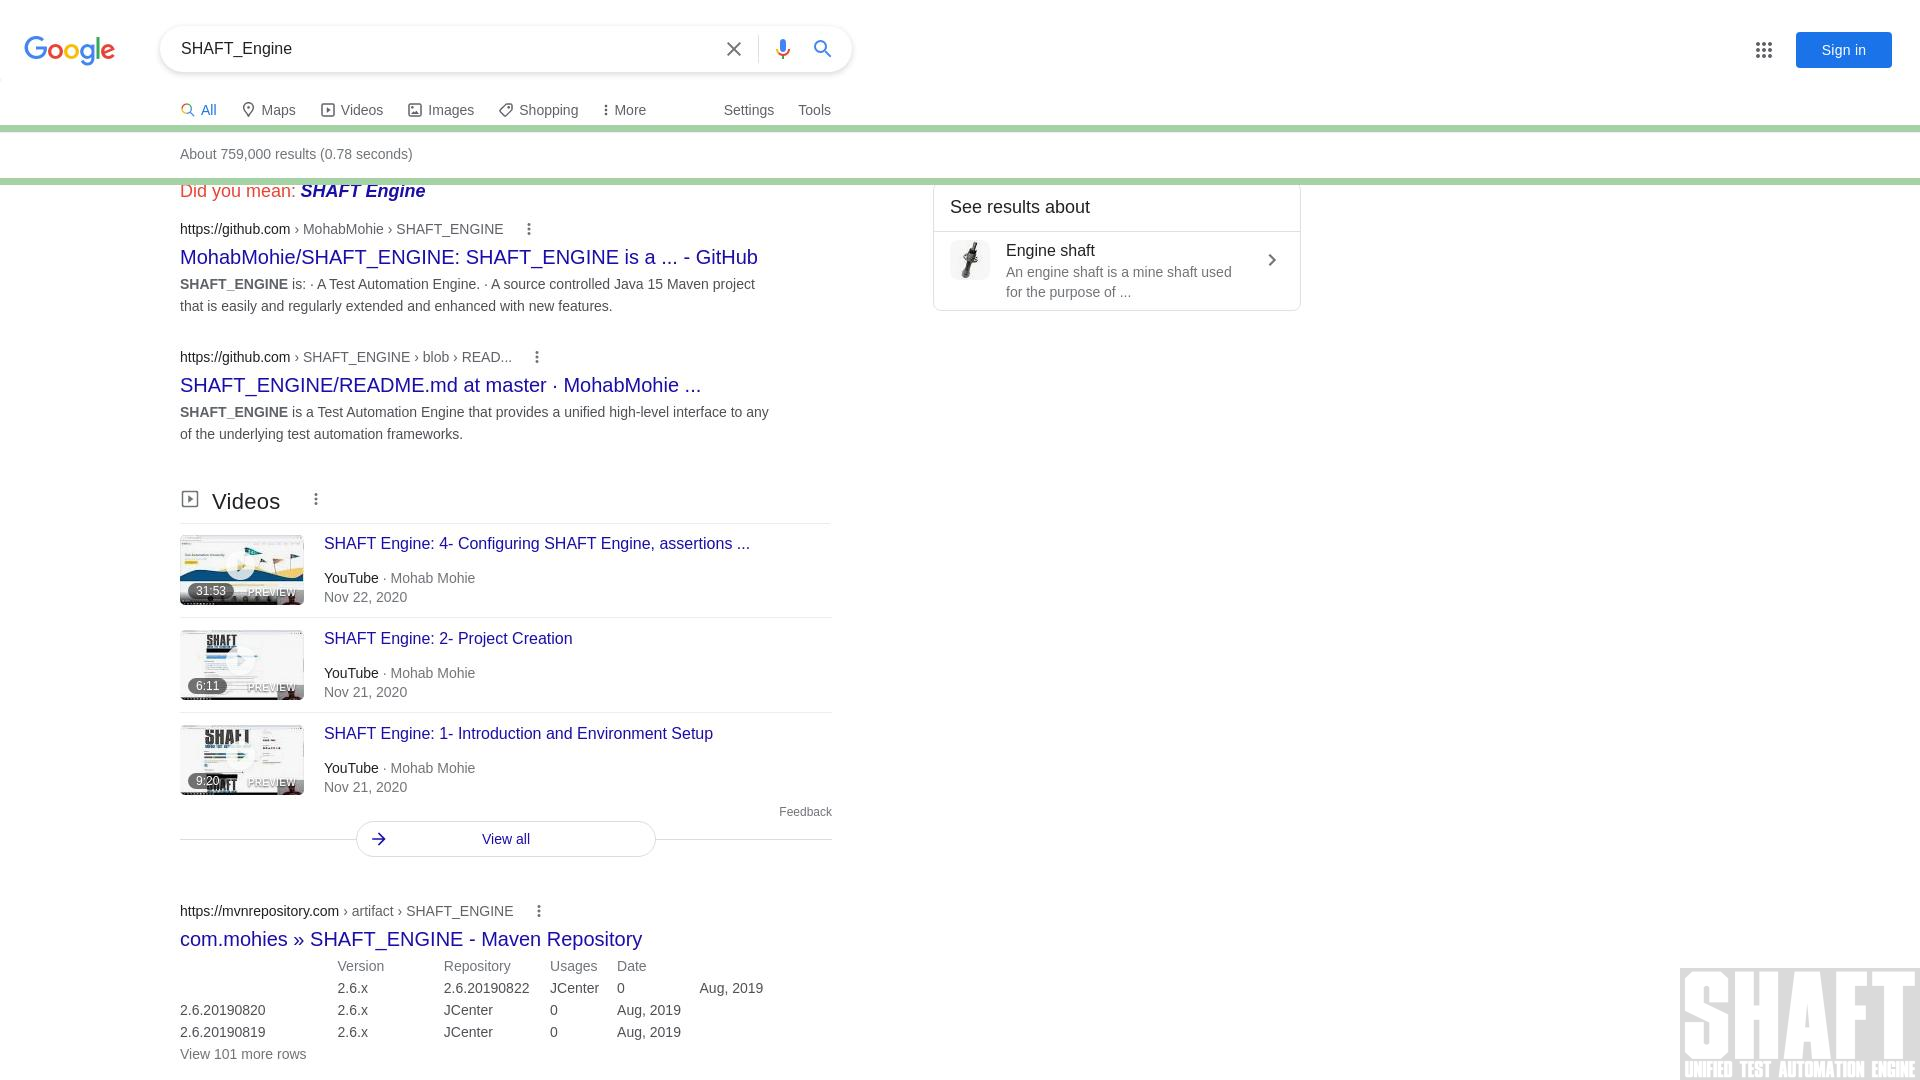 Google
SHAFT_Engine
Sign in
All Maps Videos Images Shopping More Settings Tools
About 759,000 results (0.78 seconds)
Did you mean: SHAFT Engine
https://github.com › MohabMohie › SHAFT_ENGINE
MohabMohie/SHAFT_ENGINE: SHAFT_ENGINE is a ... - GitHub
SHAFT_ENGINE is: · A Test Automation Engine. · A source controlled Java 15 Maven project
that is easily and regularly extended and enhanced with new features.
https://github.com › SHAFT_ENGINE › blob › READ...
SHAFT_ENGINE/README.md at master · MohabMohie ...
SHAFT_ENGINE is a Test Automation Engine that provides a unified high-level interface to any
of the underlying test automation frameworks.
Videos
SHAFT Engine: 4- Configuring SHAFT Engine, assertions ...
YouTube · Mohab Mohie
31:53 PREVIEW
Nov 22, 2020
SHAFT
SHAFT Engine: 2- Project Creation
YouTube · Mohab Mohie
6:11 PREVIEW
Nov 21, 2020
SHAFT
SHAFT Engine: 1- Introduction and Environment Setup
YouTube · Mohab Mohie
9:20 PREVIEW
Nov 21, 2020
Feedback
View all
https://mvnrepository.com › artifact › SHAFT_ENGINE
com.mohies » SHAFT_ENGINE - Maven Repository
Version Repository Usages Date
2.6.x 2.6.20190822 JCenter 0 Aug, 2019
2.6.20190820 2.6.x JCenter 0 Aug, 2019
2.6.20190819 2.6.x JCenter 0 Aug, 2019
View 101 more rows
See results about
Engine shaft
An engine shaft is a mine shaft used
for the purpose of ...
SHAFT
UNIFIED TEST AUTOMATION ENGINE